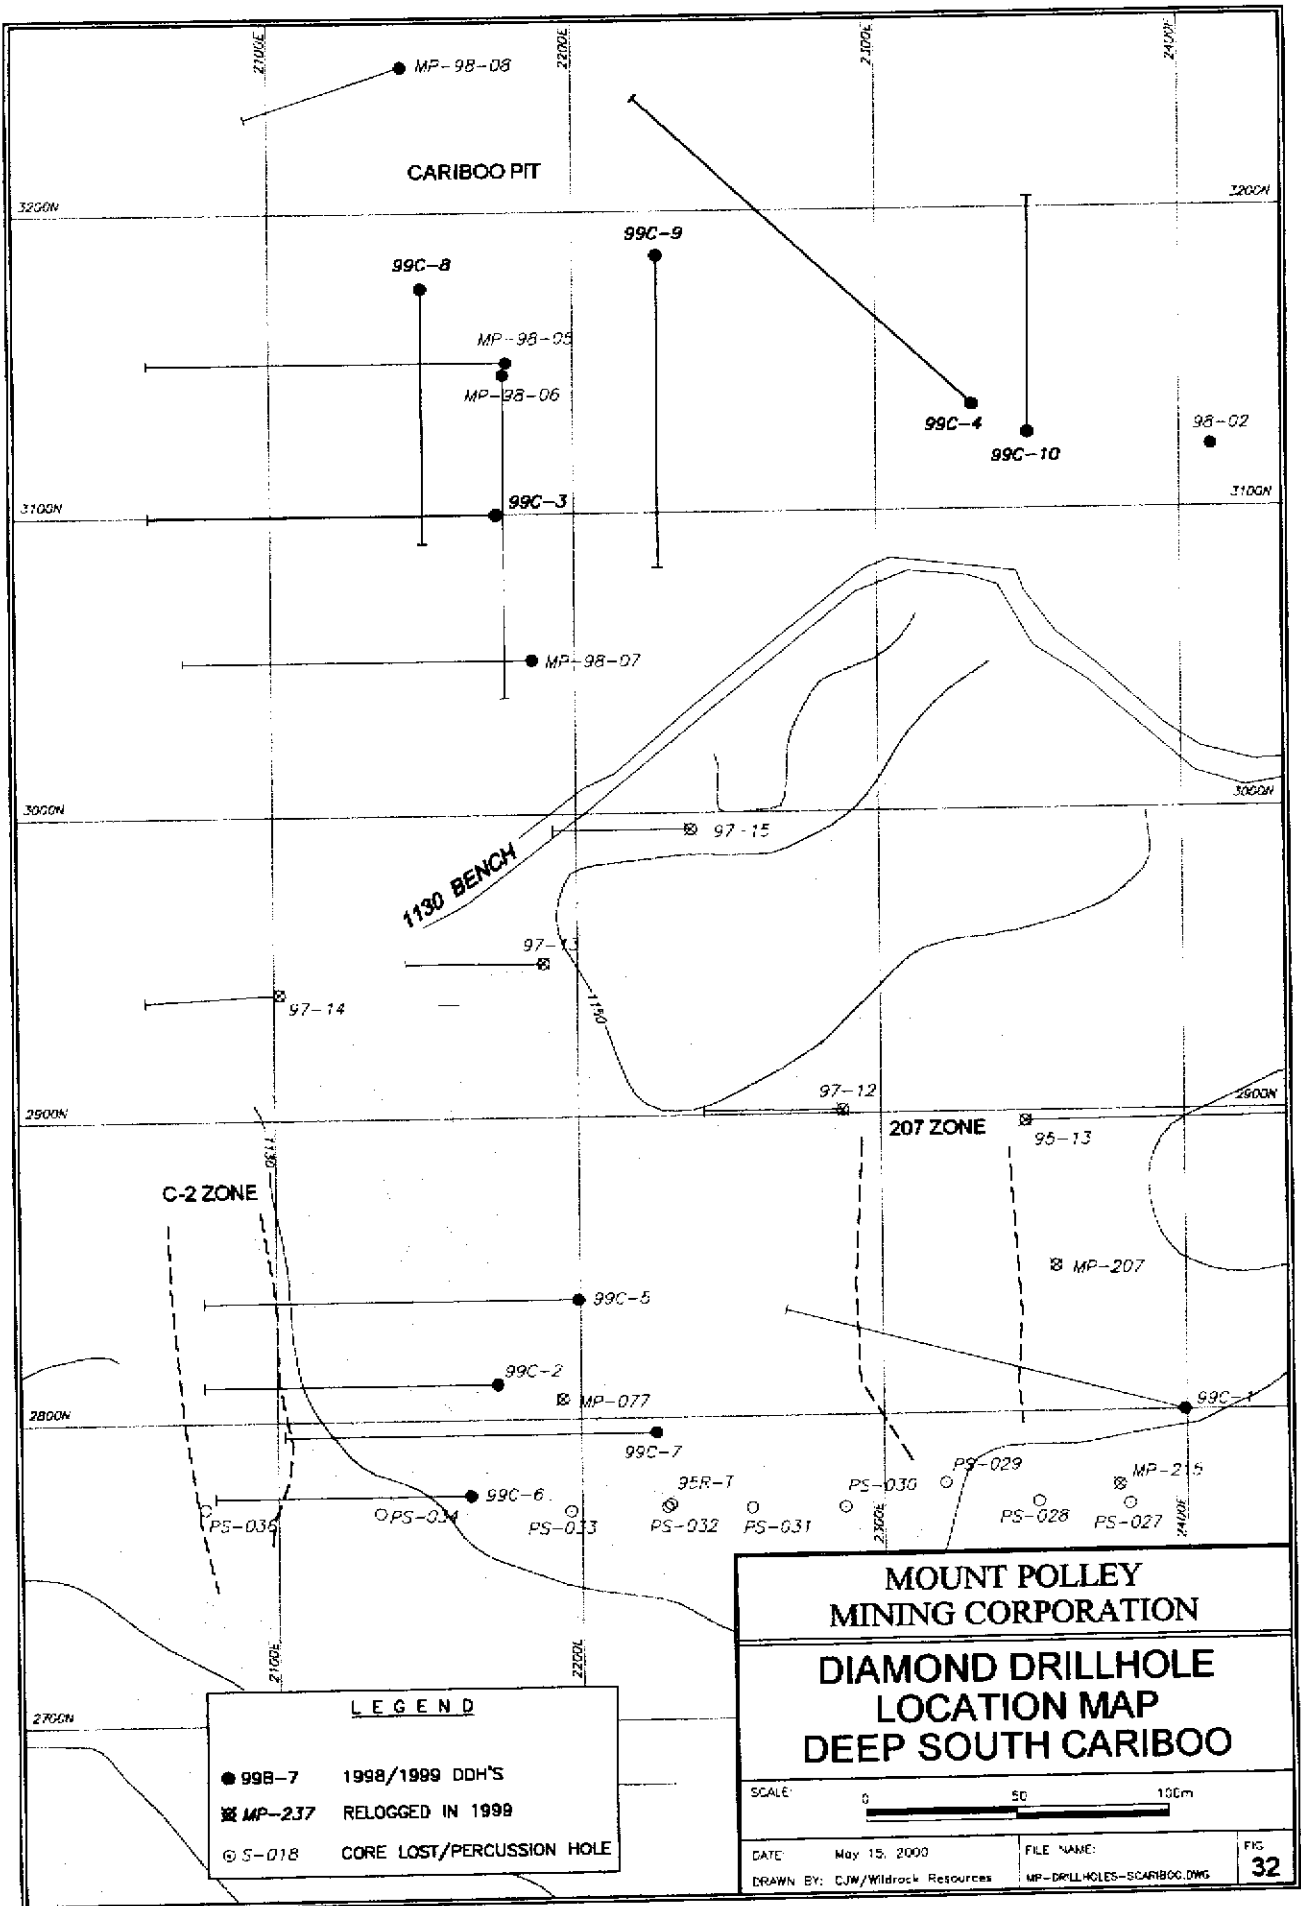 2100E
2200E
2300E
2400E
MP-98-08
CARIBOO PIT
3200N
3200N
99C-9
99C-8
MP-98-05
MP-98-06
99C-4
99C-10
98-02
3100N
99C-3
3100N
MP-98-07
3000N
3000N
97-15
1130 BENCH
97-13
97-14
1150
97-12
2900N
2900N
207 ZONE
95-13
1130
C-2 ZONE
MP-207
99C-5
99C-2
MP-077
99C-1
2800N
99C-7
PS-029
MP-216
95R-T
PS-030
99C-6
PS-036
PS-034
PS-033
PS-032
PS-031
2300E
PS-028
PS-027
2400E
2100E
2200E
2700N
LEGEND
99B-7 1998/1999 DDH'S
MP-237 RELOGGED IN 1999
S-018 CORE LOST/PERCUSSION HOLE
MOUNT POLLEY
MINING CORPORATION
DIAMOND DRILLHOLE
LOCATION MAP
DEEP SOUTH CARIBOO
SCALE:
0 50 100m
DATE: May 15, 2000
FILE NAME:
FIG
DRAWN BY: CJW/Wildrock Resources
MP-DRILLHOLES-SCARIBOO.DWG
32